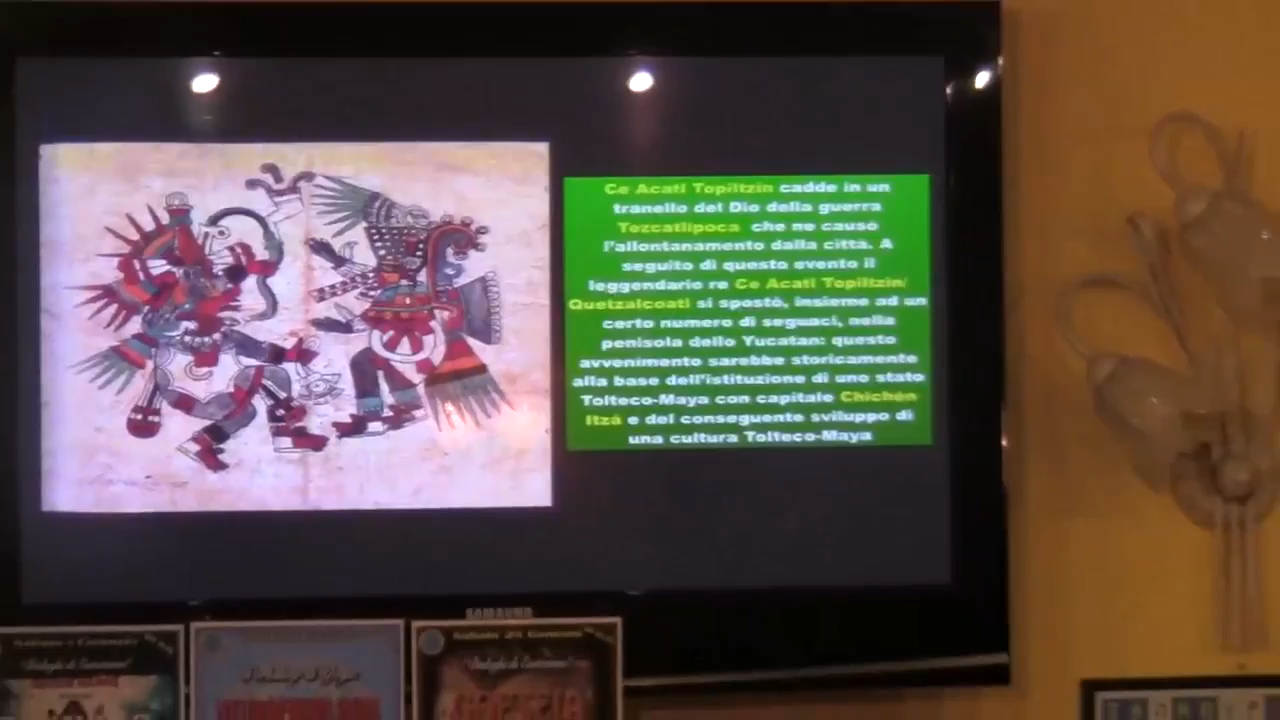 Ce Acatl Topiltzin cadde in un
tranello del Dio della guerra
Tezcatlipoca che ne causò
l'allontanamento dalla città. A
seguito di questo evento il
leggendario re Ce Acatl Topiltzin/
Quetzalcoatl si spostò, insieme ad un
certo numero di seguaci, nella
penisola dello Yucatan: questo
avvenimento sarebbe storicamente
alla base dell'istituzione di uno stato
Tolteco-Maya con capitale Chichén
Itzá e del conseguente sviluppo di
una cultura Tolteco-Maya
SAMSUNG